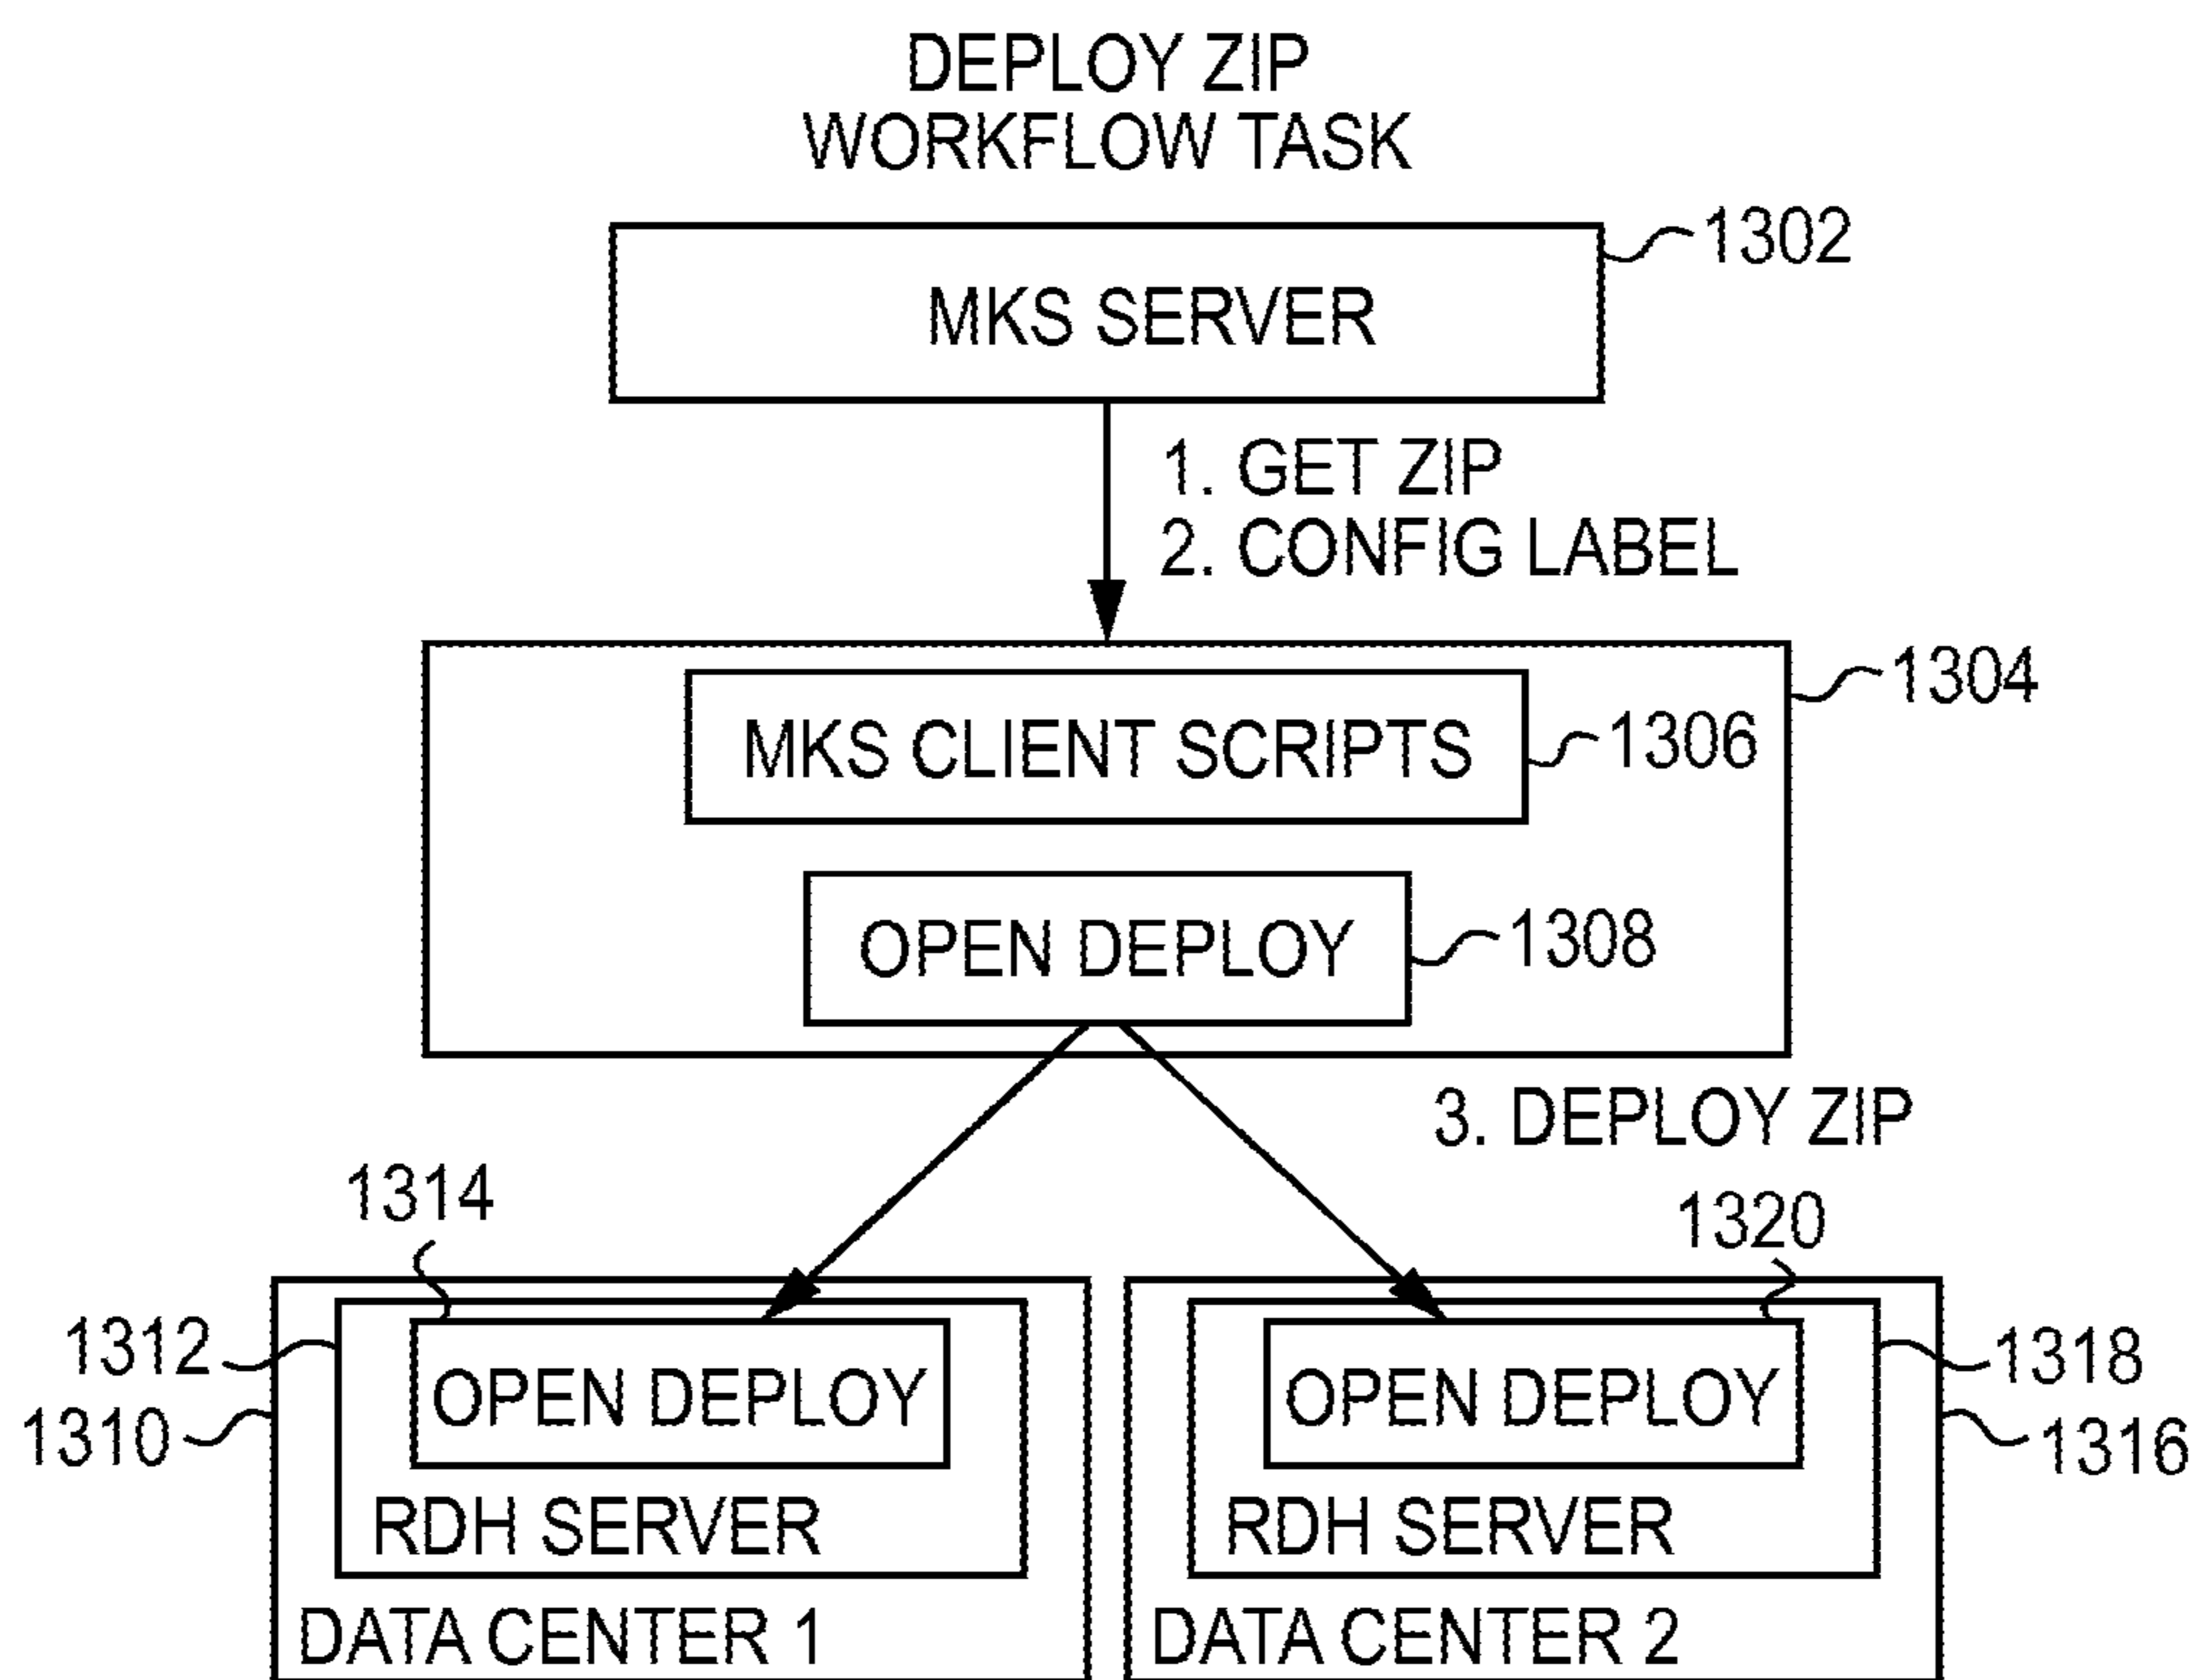 DEPLOY ZIP
WORKFLOW TASK
1302
MKS SERVER
1. GET ZIP
2. CONFIG LABEL
1304
MKS CLIENT SCRIPTS
1306
OPEN DEPLOY
1308
3. DEPLOY ZIP
1314
1320
1312
OPEN DEPLOY
OPEN DEPLOY
1318
1310
1316
RDH SERVER
RDH SERVER
DATA CENTER 1
DATA CENTER 2